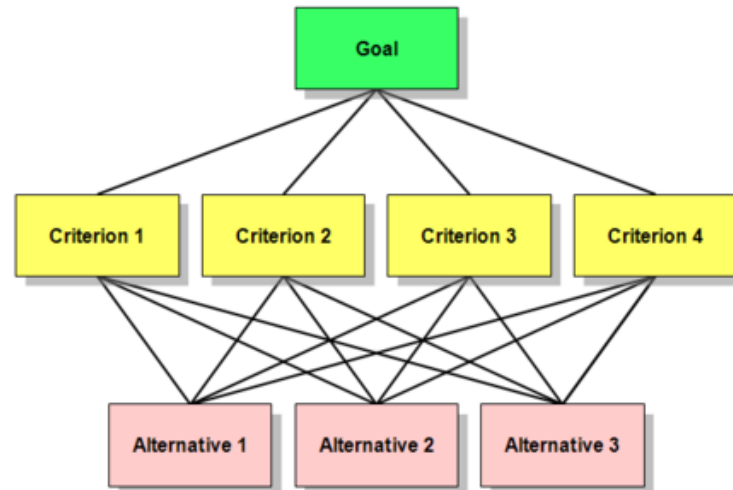 Goal
Criterion 1
Criterion 2
Criterion 3
Criterion 4
Alternative 1
Alternative 2
Alternative 3